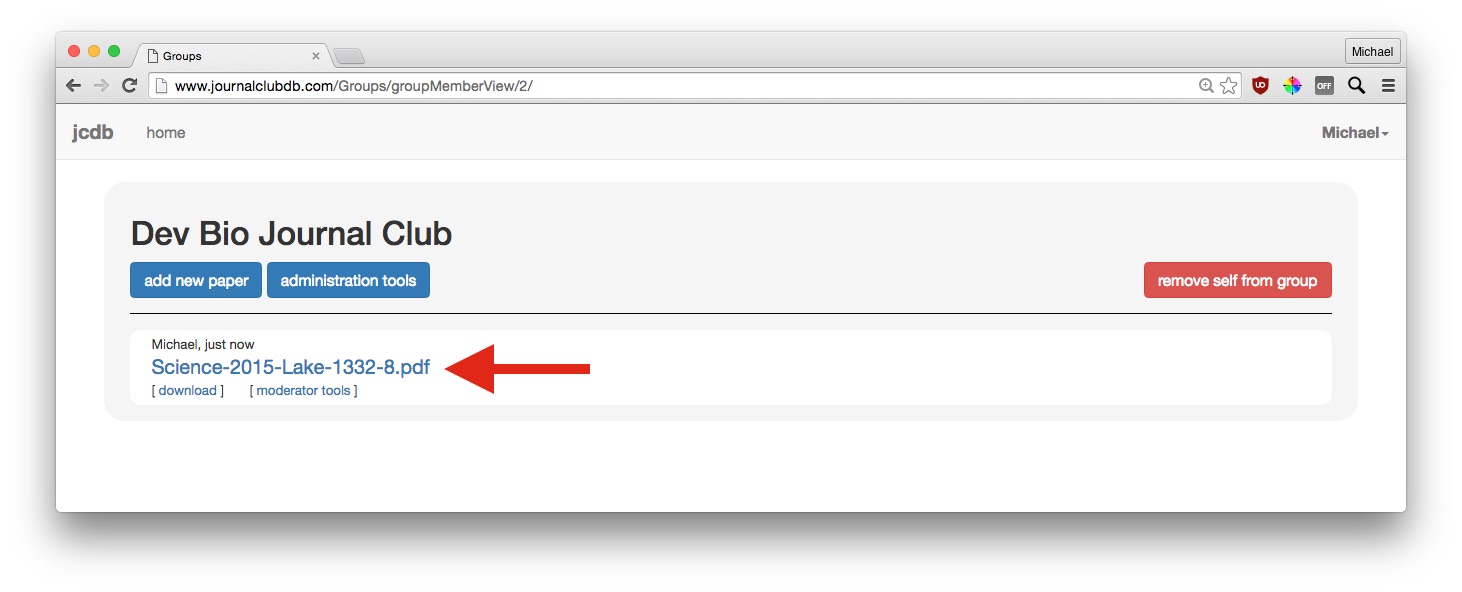 Groups
Michael
www.journalclubdb.com/Groups/groupMemberView/2/
UO
OFF
jcdb home Michael
Dev Bio Journal Club
add new paper administration tools remove self from group
Michael, just now
Science-2015-Lake-1332-8.pdf
[ download ] [ moderator tools ]